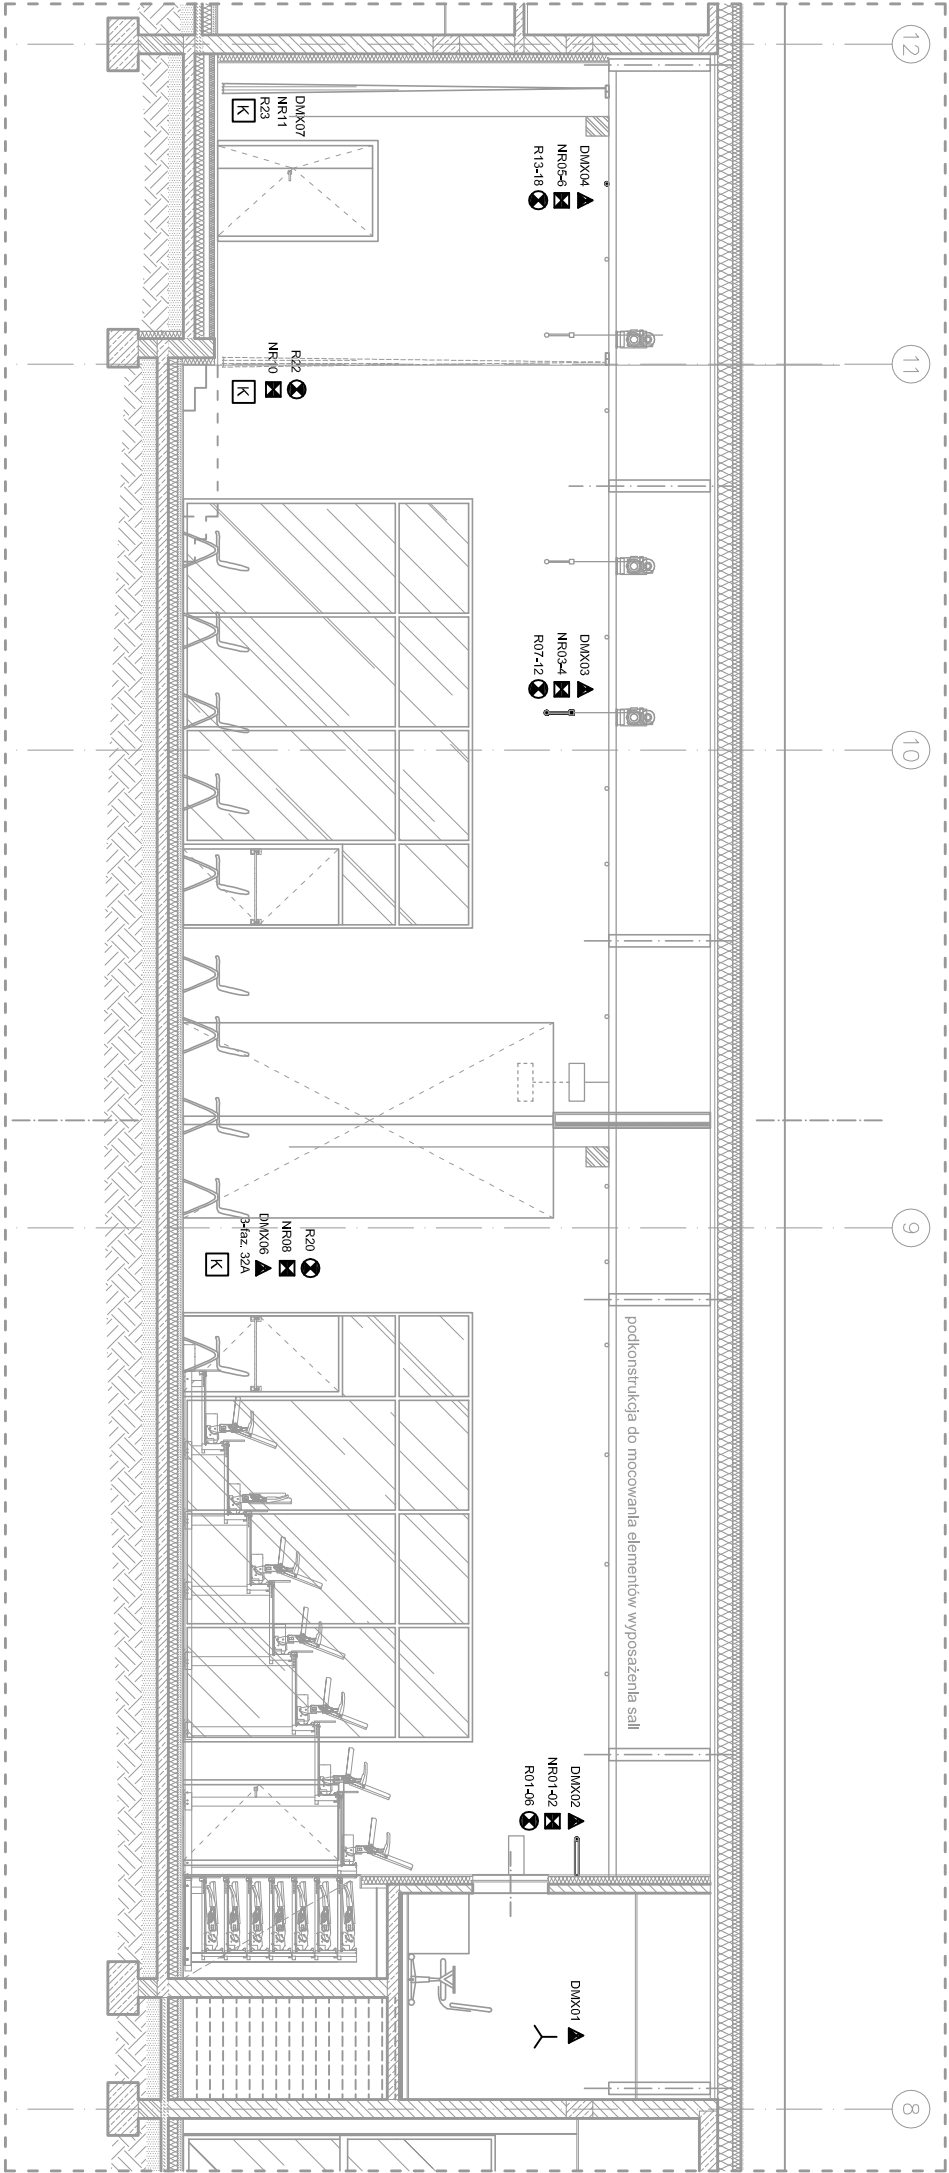 12
DMX07
NR11
R23
K
DMX04
NR05-6
R13-18
11
R22
NR10
K
DMX03
NR03-4
R07-12
10
9
R20
NR08
DMX06
3-faz. 32A
K
podkonstrukcja do mocowania elementów wyposażenia sali
DMX02
NR01-02
R01-06
DMX01
8